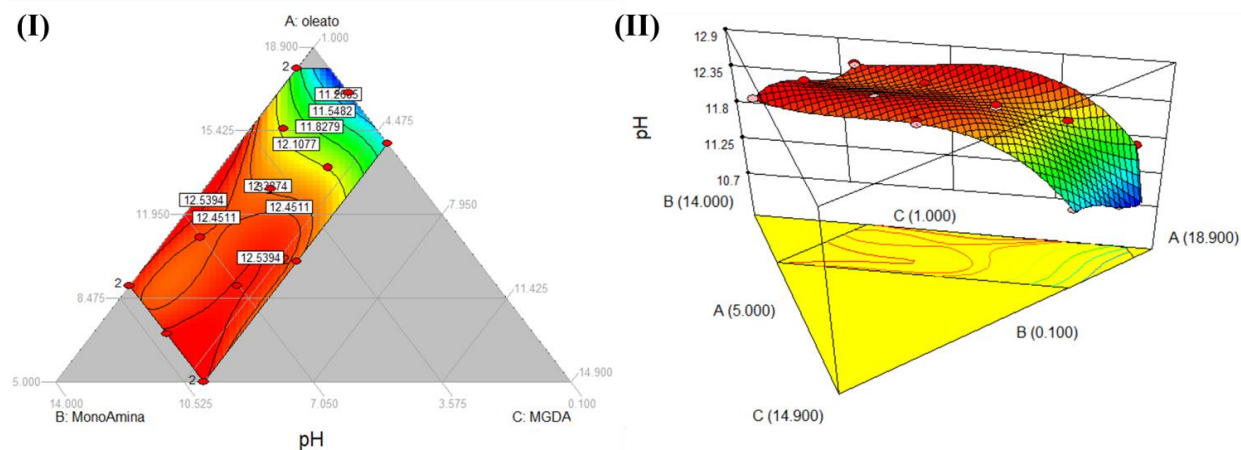 (I)
A: oleato
18.900
1.000
2
11.5482
11.8279
15.425
4.475
12.1077
12.5394
12.4511
12.4511
11.950
7.950
12.5394
2
2
8.475
11.425
2
5.000
14.900
14.000
10.525
7.050
3.575
0.100
B: MonoAmina
C: MGDA
pH
(II)
12.9
12.35
11.8
11.25
10.7
pH
B (14.000)
C (1.000)
A (18.900)
A (5.000)
B (0.100)
C (14.900)